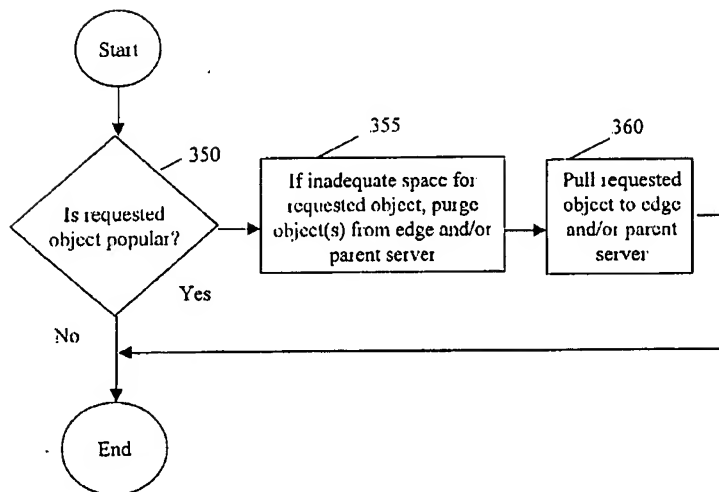 Start
350
355
360
Is requested
object popular?
If inadequate space for
requested object, purge
object(s) from edge and/or
parent server
Pull requested
object to edge
and/or parent
server
Yes
No
End